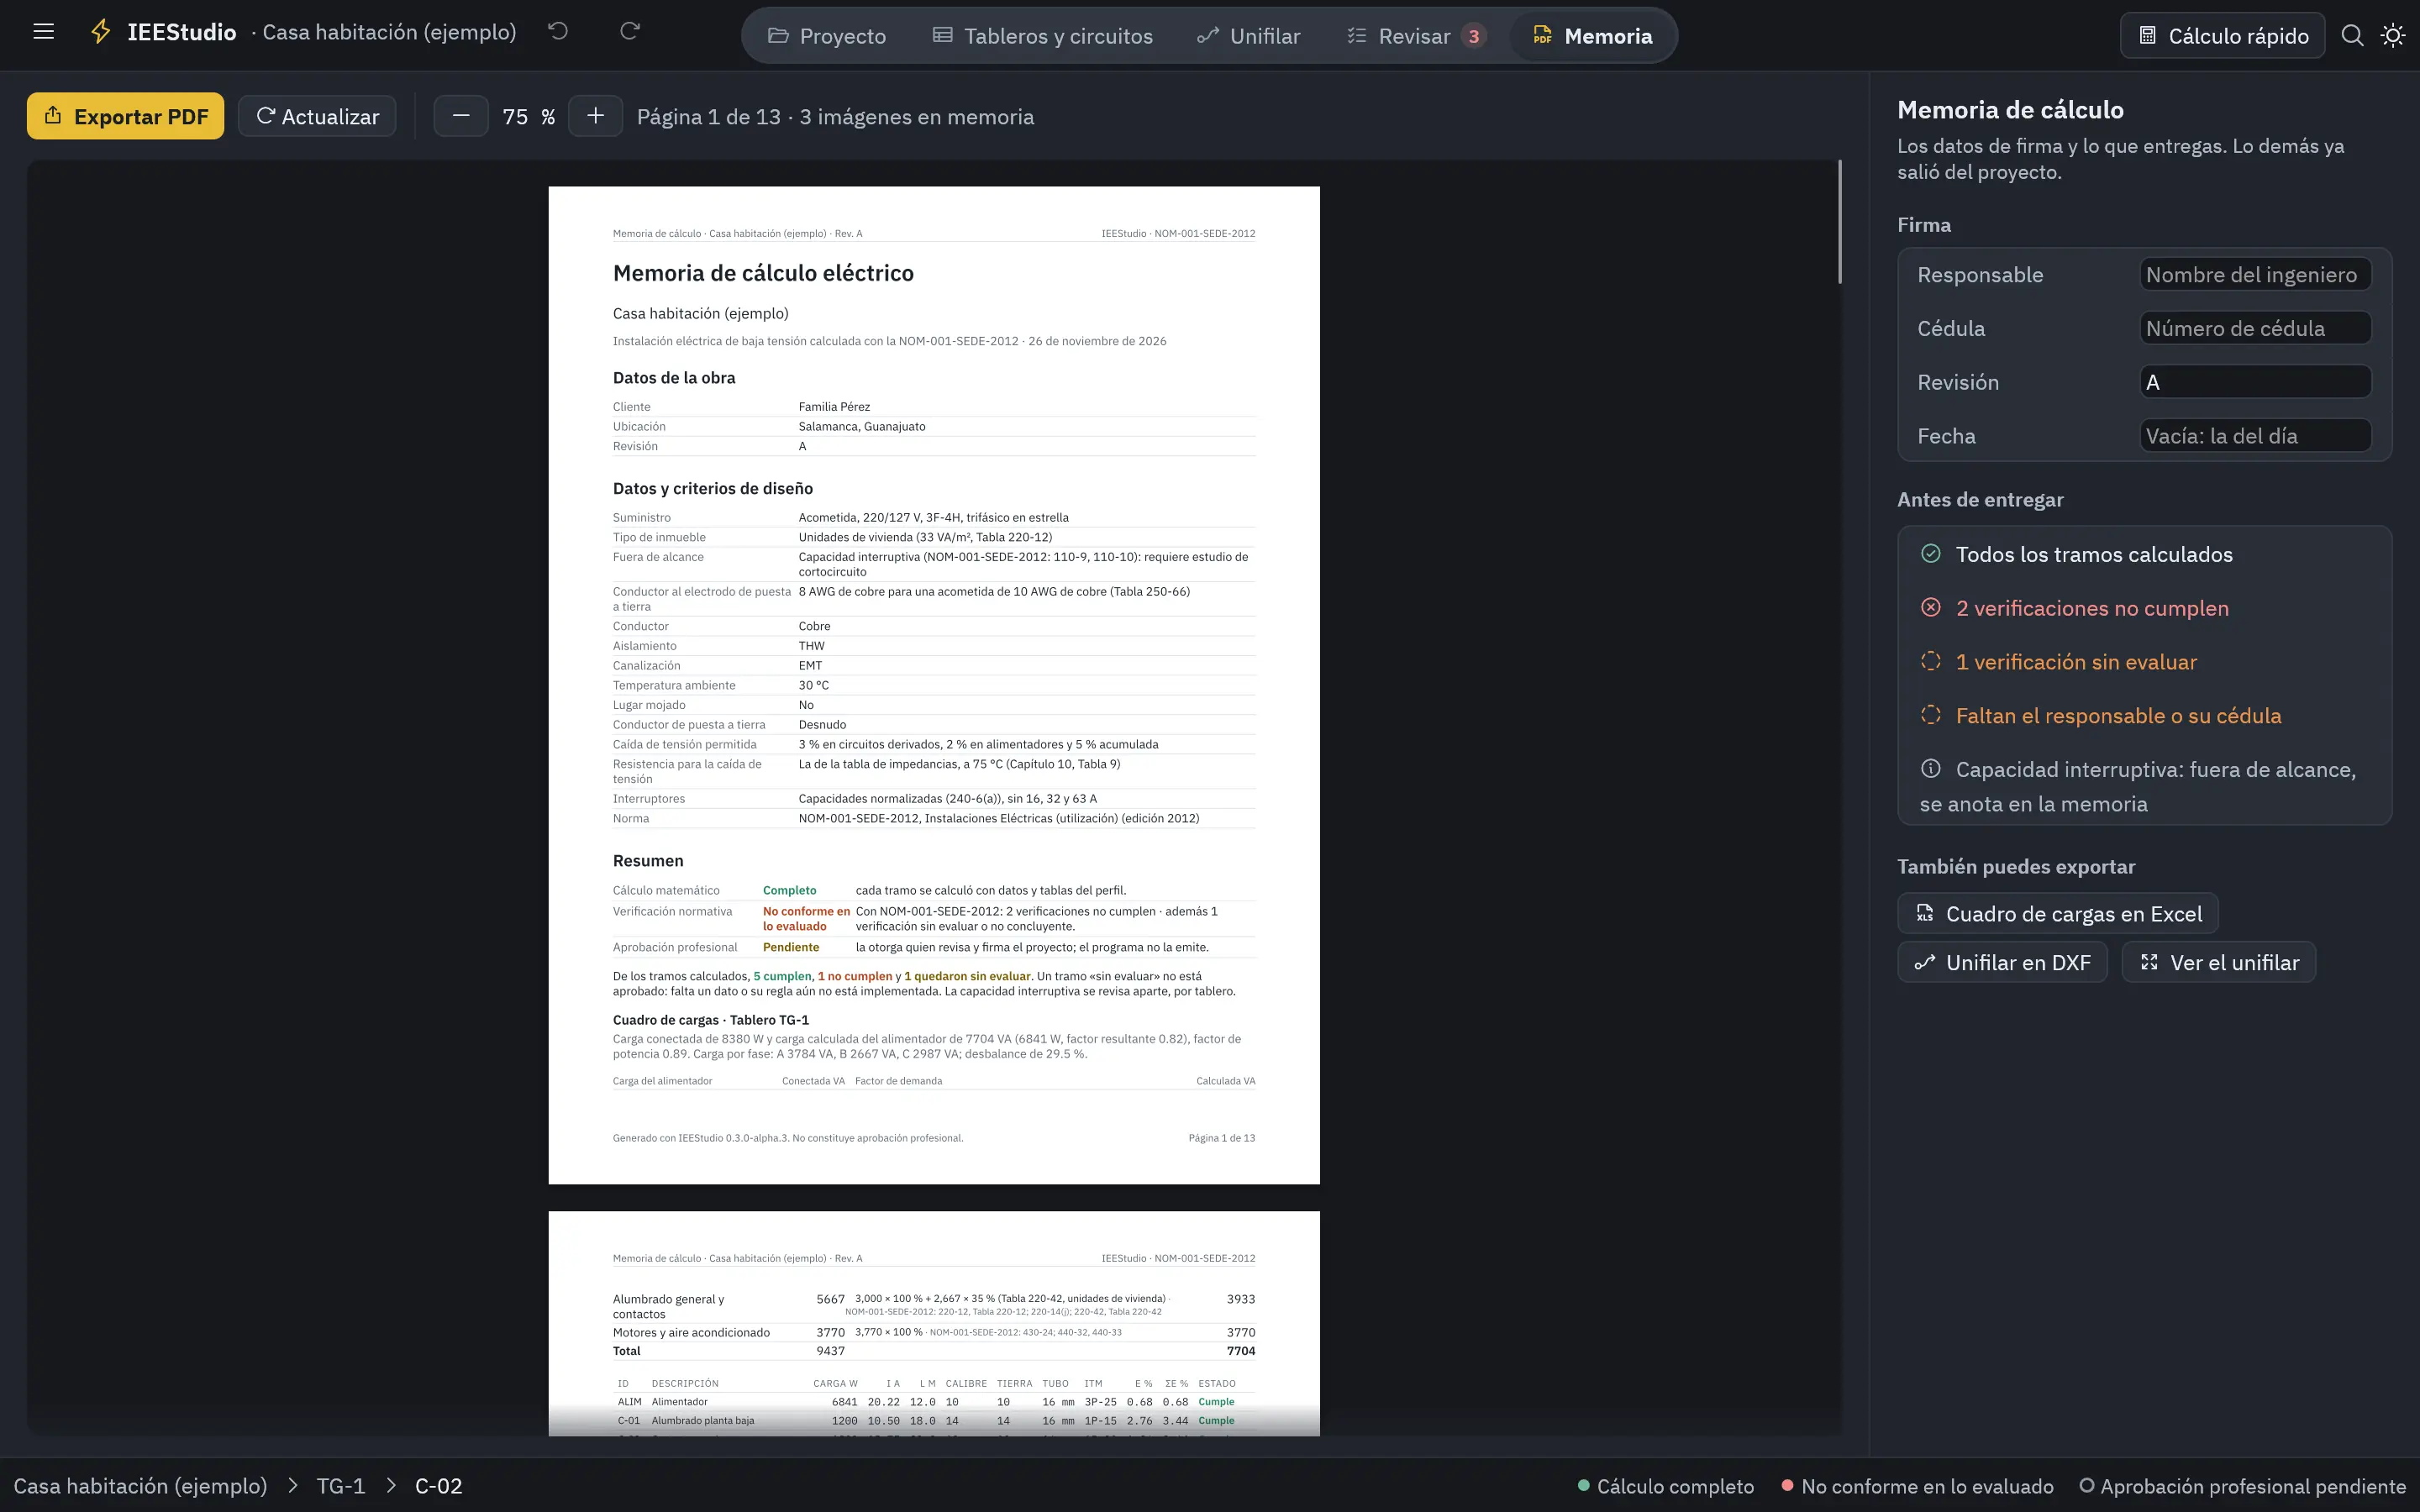 IEEStudio · Casa habitación (ejemplo)
Proyecto
Tableros y circuitos
Unifilar
Revisar 3
Memoria
Cálculo rápido
Exportar PDF
Actualizar
75 %
Página 1 de 13 · 3 imágenes en memoria
Memoria de cálculo · Casa habitación (ejemplo) · Rev. A
IEEStudio · NOM-001-SEDE-2012
Memoria de cálculo eléctrico
Casa habitación (ejemplo)
Instalación eléctrica de baja tensión calculada con la NOM-001-SEDE-2012 · 26 de noviembre de 2026
Datos de la obra
Cliente Familia Pérez
Ubicación Salamanca, Guanajuato
Revisión A
Datos y criterios de diseño
Suministro Acometida, 220/127 V, 3F-4H, trifásico en estrella
Tipo de inmueble Unidades de vivienda (33 VA/m², Tabla 220-12)
Fuera de alcance Capacidad interruptiva (NOM-001-SEDE-2012: 110-9, 110-10): requiere estudio de
cortocircuito
Conductor al electrodo de puesta 8 AWG de cobre para una acometida de 10 AWG de cobre (Tabla 250-66)
a tierra
Conductor Cobre
Aislamiento THW
Canalización EMT
Temperatura ambiente 30 °C
Lugar mojado No
Conductor de puesta a tierra Desnudo
Caída de tensión permitida 3 % en circuitos derivados, 2 % en alimentadores y 5 % acumulada
Resistencia para la caída de La de la tabla de impedancias, a 75 °C (Capítulo 10, Tabla 9)
tensión
Interruptores Capacidades normalizadas (240-6(a)), sin 16, 32 y 63 A
Norma NOM-001-SEDE-2012, Instalaciones Eléctricas (utilización) (edición 2012)
Resumen
Cálculo matemático Completo cada tramo se calculó con datos y tablas del perfil.
Verificación normativa No conforme en Con NOM-001-SEDE-2012: 2 verificaciones no cumplen · además 1
lo evaluado verificación sin evaluar o no concluyente.
Aprobación profesional Pendiente la otorga quien revisa y firma el proyecto; el programa no la emite.
De los tramos calculados, 5 cumplen, 1 no cumplen y 1 quedaron sin evaluar. Un tramo «sin evaluar» no está
aprobado: falta un dato o su regla aún no está implementada. La capacidad interruptiva se revisa aparte, por tablero.
Cuadro de cargas · Tablero TG-1
Carga conectada de 8380 W y carga calculada del alimentador de 7704 VA (6841 W, factor resultante 0.82), factor de
potencia 0.89. Carga por fase: A 3784 VA, B 2667 VA, C 2987 VA; desbalance de 29.5 %.
Carga del alimentador Conectada VA Factor de demanda Calculada VA
Generado con IEEStudio 0.3.0-alpha.3. No constituye aprobación profesional.
Página 1 de 13
Memoria de cálculo · Casa habitación (ejemplo) · Rev. A
IEEStudio · NOM-001-SEDE-2012
Alumbrado general y 5667 3,000 × 100 % + 2,667 × 35 % (Tabla 220-42, unidades de vivienda) · 3933
contactos NOM-001-SEDE-2012: 220-12, Tabla 220-12; 220-14(j); 220-42, Tabla 220-42
Motores y aire acondicionado 3770 3,770 × 100 % · NOM-001-SEDE-2012: 430-24; 440-32, 440-33 3770
Total 9437 7704
ID DESCRIPCIÓN CARGA W I A L M CALIBRE TIERRA TUBO ITM E % ΣE % ESTADO
ALIM Alimentador 6841 20.22 12.0 10 10 16 mm 3P-25 0.68 0.68 Cumple
C-01 Alumbrado planta baja 1200 10.50 18.0 14 14 16 mm 1P-15 2.76 3.44 Cumple
Memoria de cálculo
Los datos de firma y lo que entregas. Lo demás ya
salió del proyecto.
Firma
Responsable Nombre del ingeniero
Cédula Número de cédula
Revisión A
Fecha Vacía: la del día
Antes de entregar
Todos los tramos calculados
2 verificaciones no cumplen
1 verificación sin evaluar
Faltan el responsable o su cédula
Capacidad interruptiva: fuera de alcance,
se anota en la memoria
También puedes exportar
Cuadro de cargas en Excel
Unifilar en DXF
Ver el unifilar
Casa habitación (ejemplo) > TG-1 > C-02
Cálculo completo
No conforme en lo evaluado
Aprobación profesional pendiente